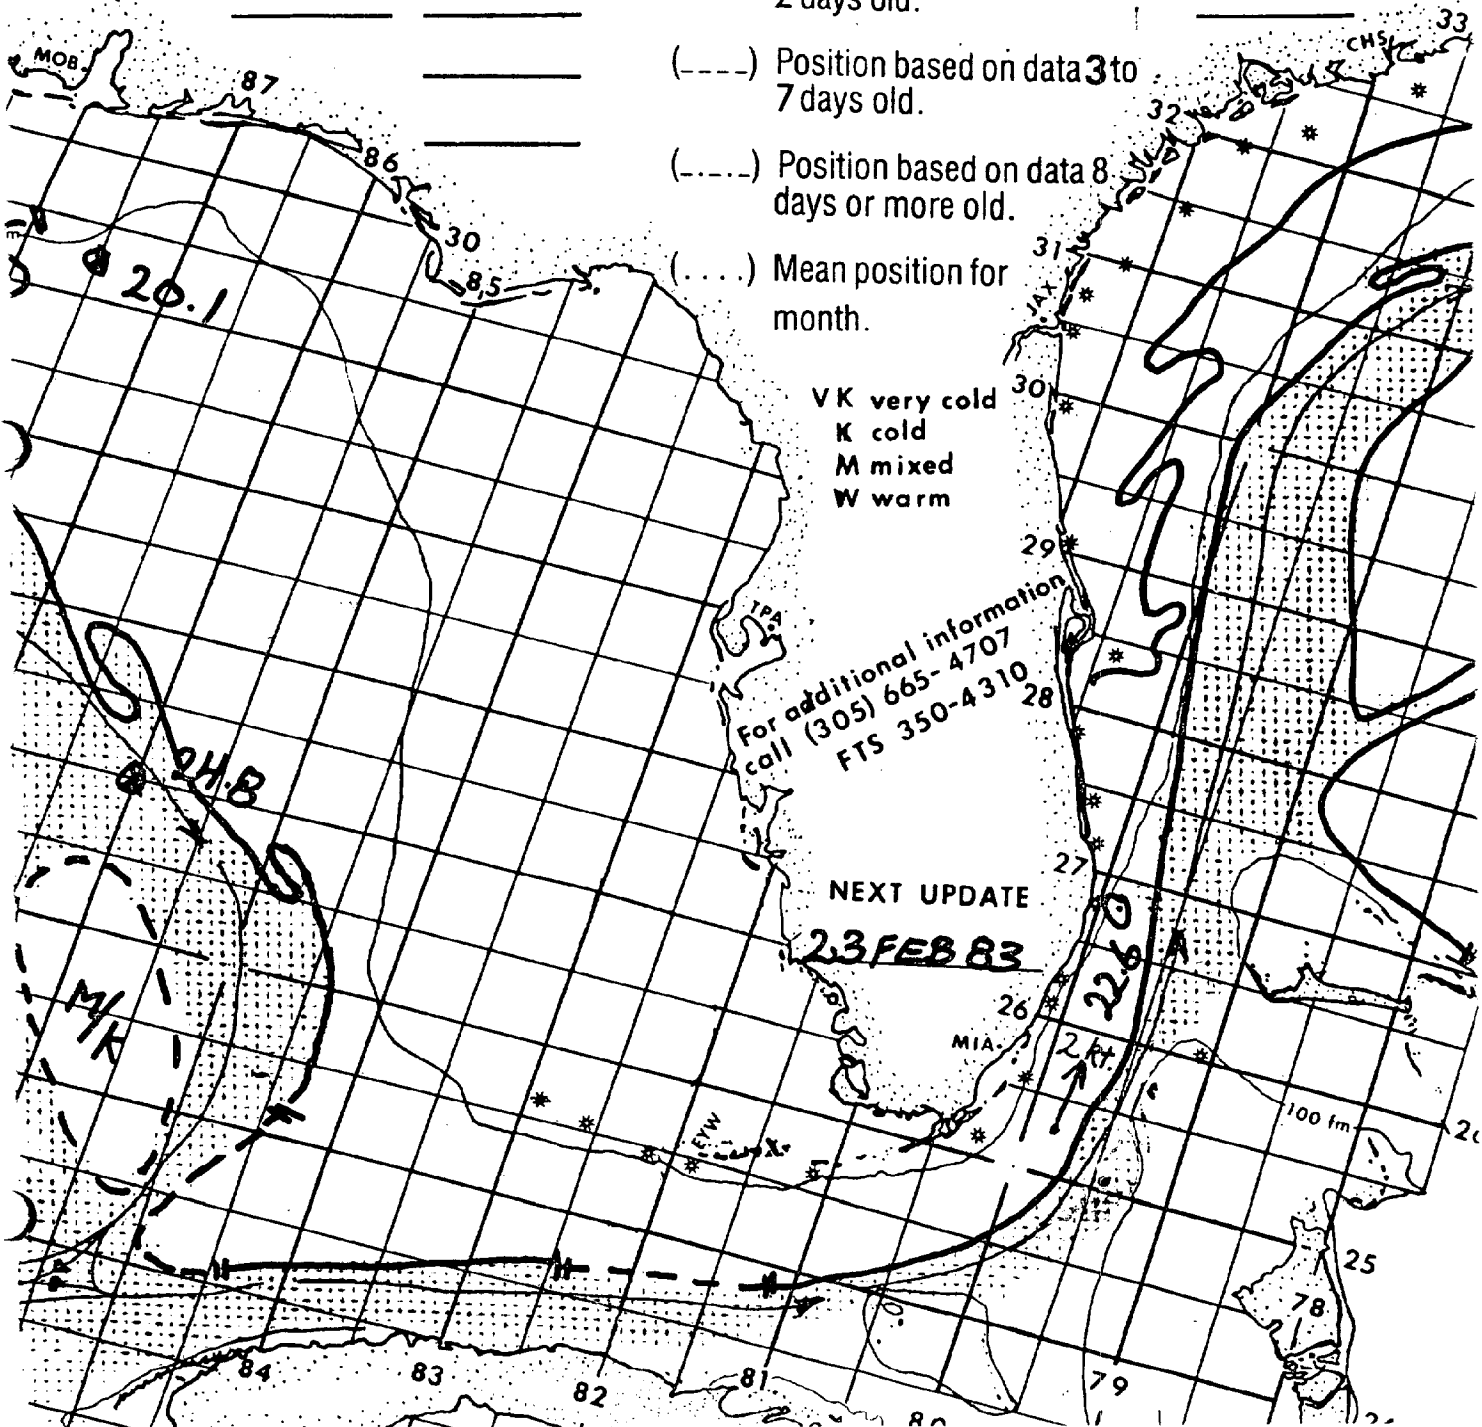 2 days old.
33
CHS
MOB.
(----) Position based on data 3 to
7 days old.
87
32
86
(_._._) Position based on data 8
days or more old.
30
31
85
(....) Mean position for
month.
20.1
JAX
30
VK very cold
K cold
M mixed
W warm
29
TPA
For additional information
call (305) 665-4707
FTS 350-4310
28
24.8
27
NEXT UPDATE
23 FEB 83
26.0
22
26
M/K
MIA.
2 kt
EYW
100 fm
25
78
84
83
82
81
79
80